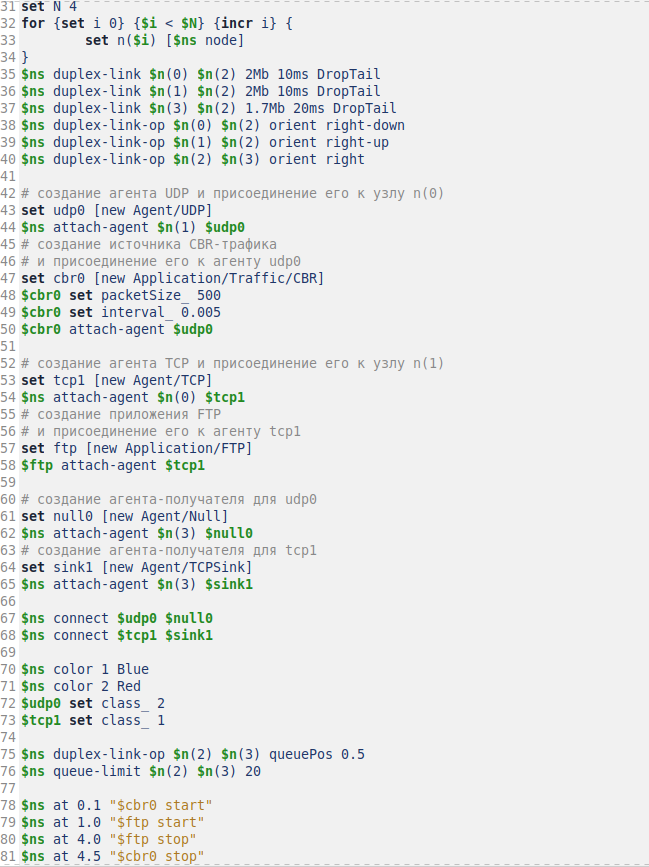 31 set N 4
32 for {set i 0} {$i < $N} {incr i} {
33 set n($i) [$ns node]
34 }
35 $ns duplex-link $n(0) $n(2) 2Mb 10ms DropTail
36 $ns duplex-link $n(1) $n(2) 2Mb 10ms DropTail
37 $ns duplex-link $n(3) $n(2) 1.7Mb 20ms DropTail
38 $ns duplex-link-op $n(0) $n(2) orient right-down
39 $ns duplex-link-op $n(1) $n(2) orient right-up
40 $ns duplex-link-op $n(2) $n(3) orient right
41
42 # создание агента UDP и присоединение его к узлу n(0)
43 set udp0 [new Agent/UDP]
44 $ns attach-agent $n(1) $udp0
45 # создание источника CBR-трафика
46 # и присоединение его к агенту udp0
47 set cbr0 [new Application/Traffic/CBR]
48 $cbr0 set packetSize_ 500
49 $cbr0 set interval_ 0.005
50 $cbr0 attach-agent $udp0
51
52 # создание агента TCP и присоединение его к узлу n(1)
53 set tcp1 [new Agent/TCP]
54 $ns attach-agent $n(0) $tcp1
55 # создание приложения FTP
56 # и присоединение его к агенту tcp1
57 set ftp [new Application/FTP]
58 $ftp attach-agent $tcp1
59
60 # создание агента-получателя для udp0
61 set null0 [new Agent/Null]
62 $ns attach-agent $n(3) $null0
63 # создание агента-получателя для tcp1
64 set sink1 [new Agent/TCPSink]
65 $ns attach-agent $n(3) $sink1
66
67 $ns connect $udp0 $null0
68 $ns connect $tcp1 $sink1
69
70 $ns color 1 Blue
71 $ns color 2 Red
72 $udp0 set class_ 2
73 $tcp1 set class_ 1
74
75 $ns duplex-link-op $n(2) $n(3) queuePos 0.5
76 $ns queue-limit $n(2) $n(3) 20
77
78 $ns at 0.1 "$cbr0 start"
79 $ns at 1.0 "$ftp start"
80 $ns at 4.0 "$ftp stop"
81 $ns at 4.5 "$cbr0 stop"